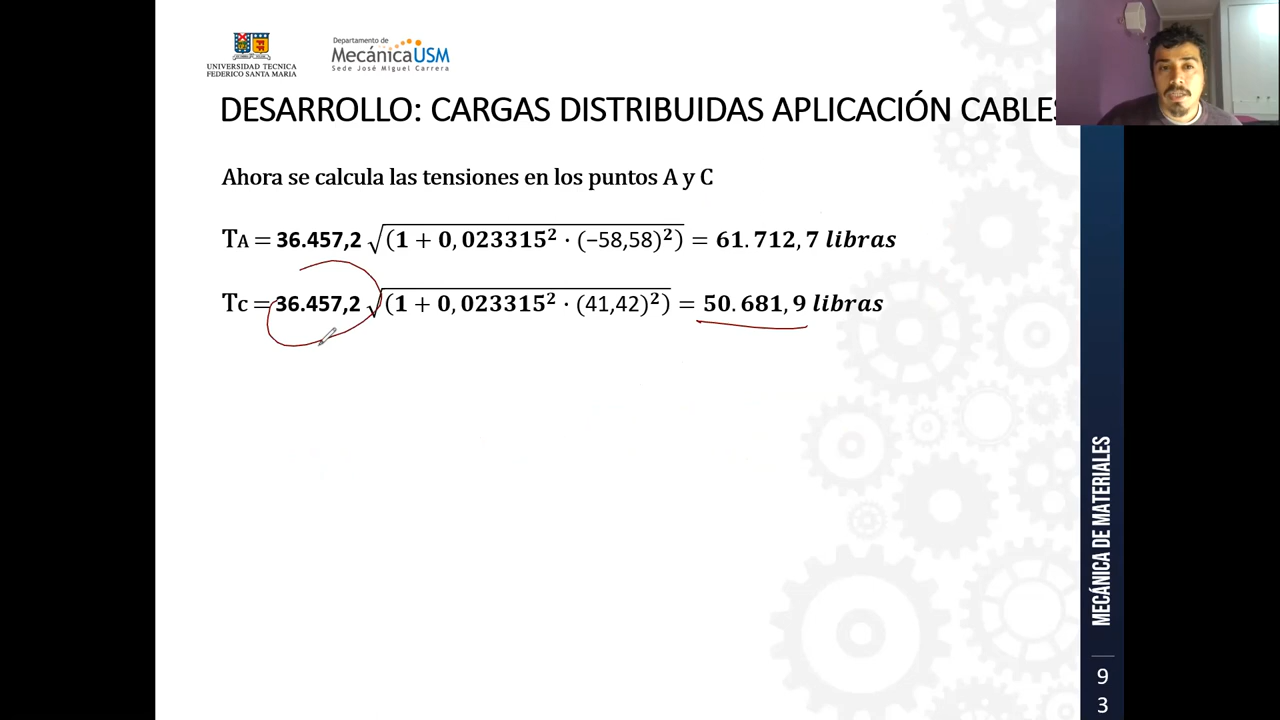 UNIVERSIDAD TECNICA
FEDERICO SANTA MARIA
Departamento de
MecánicaUSM
Sede José Miguel Carrera
DESARROLLO: CARGAS DISTRIBUIDAS APLICACIÓN CABLES
Ahora se calcula las tensiones en los puntos A y C
TA = 36.457,2 √(1 + 0,023315² · (−58,58)²) = 61.712,7 libras
Tc = 36.457,2 √(1 + 0,023315² · (41,42)²) = 50.681,9 libras
MECÁNICA DE MATERIALES
9
3